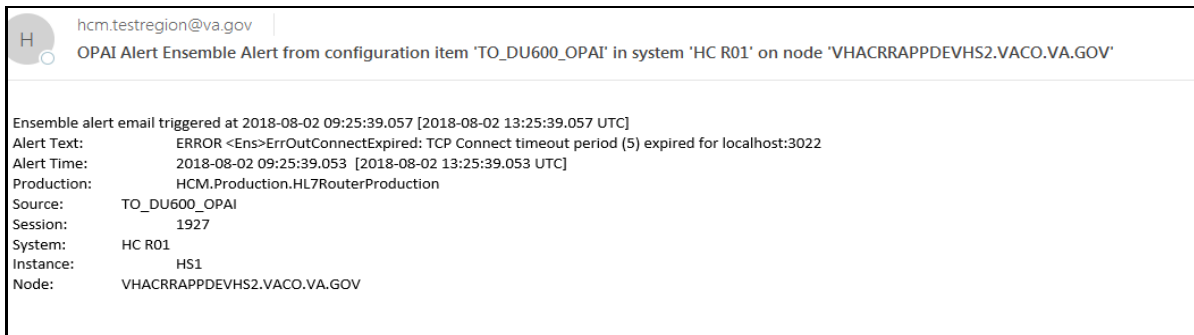 hcm.testregion@va.gov
H
OPAI Alert Ensemble Alert from configuration item 'TO_DU600_OPAI' in system 'HC R01' on node 'VHACRRAPPDEVHS2.VACO.VA.GOV'
Ensemble alert email triggered at 2018-08-02 09:25:39.057 [2018-08-02 13:25:39.057 UTC]
Alert Text: ERROR <Ens>ErrOutConnectExpired: TCP Connect timeout period (5) expired for localhost:3022
Alert Time: 2018-08-02 09:25:39.053 [2018-08-02 13:25:39.053 UTC]
Production: HCM.Production.HL7RouterProduction
Source: TO_DU600_OPAI
Session: 1927
System: HC R01
Instance: HS1
Node: VHACRRAPPDEVHS2.VACO.VA.GOV